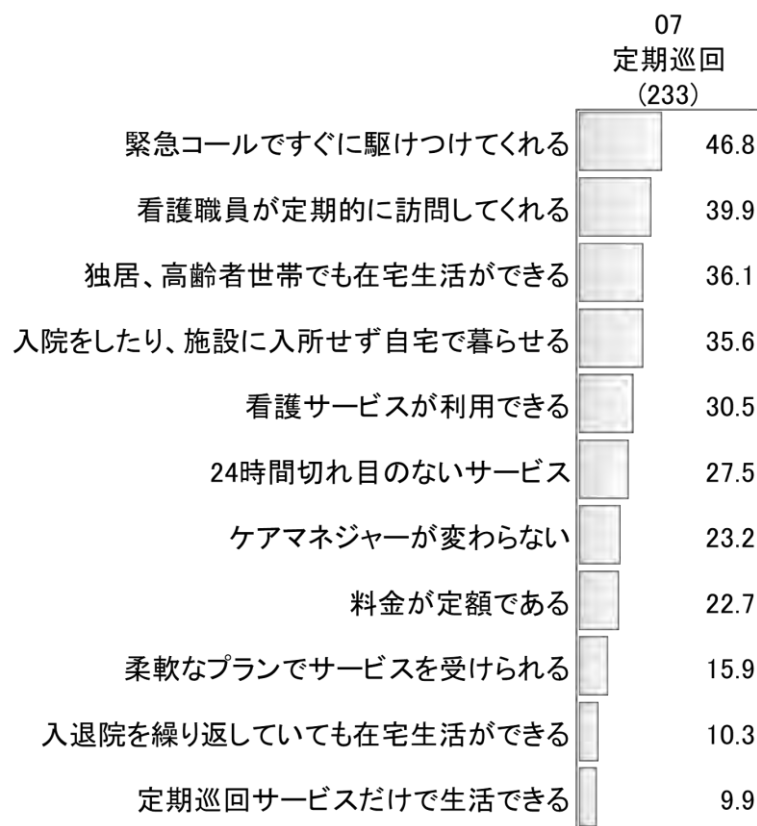 07
定期巡回
(233)
緊急コールですぐに駆けつけてくれる 46.8
看護職員が定期的に訪問してくれる 39.9
独居、高齢者世帯でも在宅生活ができる 36.1
入院をしたり、施設に入所せず自宅で暮らせる 35.6
看護サービスが利用できる 30.5
24時間切れ目のないサービス 27.5
ケアマネジャーが変わらない 23.2
料金が定額である 22.7
柔軟なプランでサービスを受けられる 15.9
入退院を繰り返していても在宅生活ができる 10.3
定期巡回サービスだけで生活できる 9.9